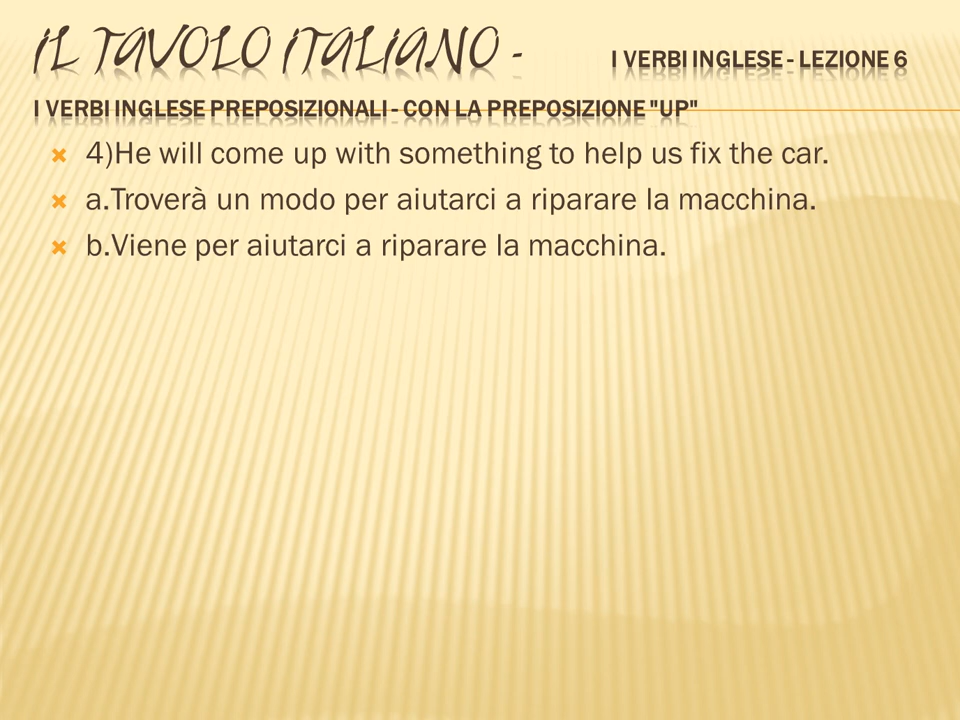 IL TAVOLO ITALIANO - I VERBI INGLESE - LEZIONE 6
I VERBI INGLESE PREPOSIZIONALI - CON LA PREPOSIZIONE "UP"
4)He will come up with something to help us fix the car.
a.Troverà un modo per aiutarci a riparare la macchina.
b.Viene per aiutarci a riparare la macchina.